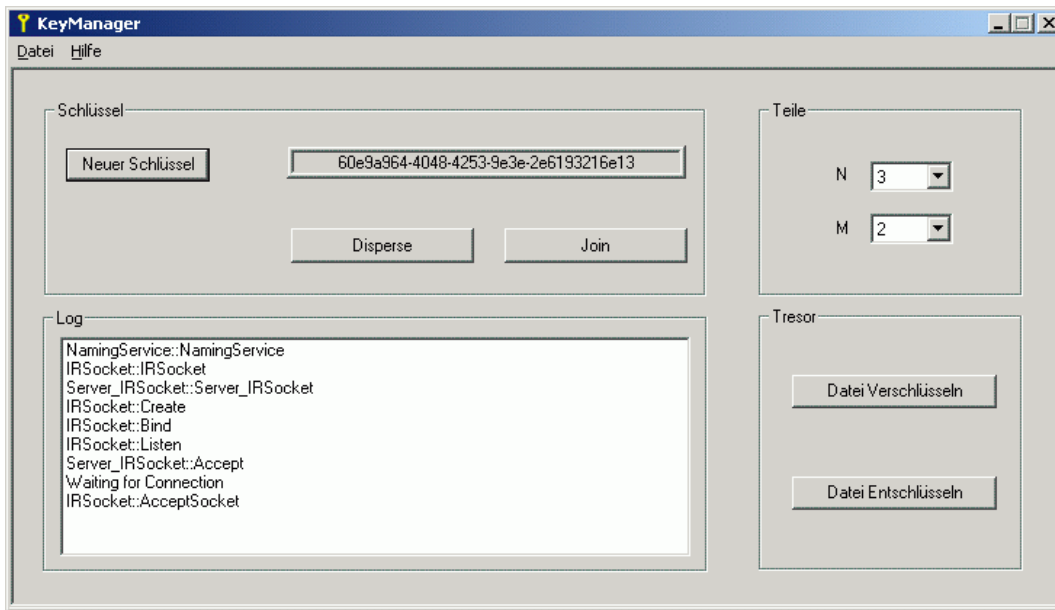 KeyManager
Datei Hilfe
Schlüssel
Neuer Schlüssel
60e9a964-4048-4253-9e3e-2e6193216e13
Disperse
Join
Teile
N 3
M 2
Log
NamingService::NamingService
IRSocket::IRSocket
Server_IRSocket::Server_IRSocket
IRSocket::Create
IRSocket::Bind
IRSocket::Listen
Server_IRSocket::Accept
Waiting for Connection
IRSocket::AcceptSocket
Tresor
Datei Verschlüsseln
Datei Entschlüsseln